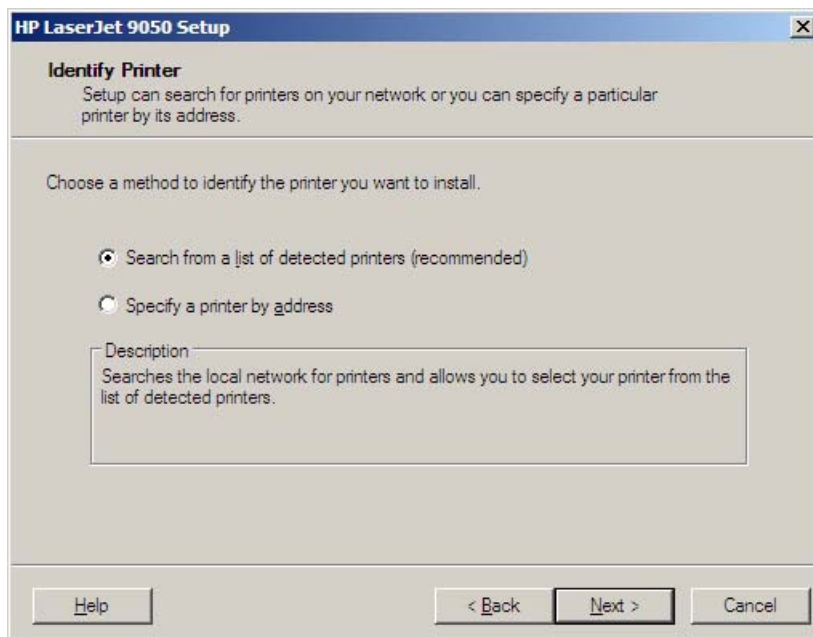 HP LaserJet 9050 Setup
Identify Printer
Setup can search for printers on your network or you can specify a particular
printer by its address.
Choose a method to identify the printer you want to install.
Search from a list of detected printers (recommended)
Specify a printer by address
Description
Searches the local network for printers and allows you to select your printer from the
list of detected printers.
Help < Back Next > Cancel